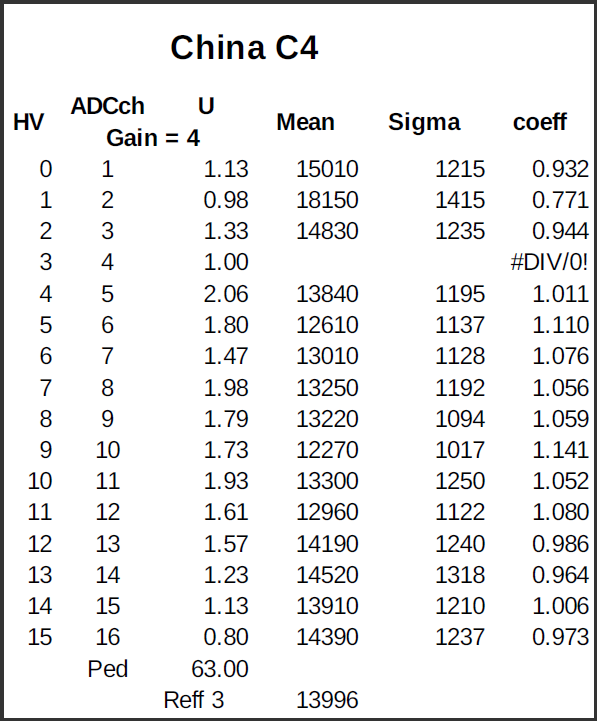 China C4
HV ADCch U Mean Sigma coeff
Gain = 4
0 1 1.13 15010 1215 0.932
1 2 0.98 18150 1415 0.771
2 3 1.33 14830 1235 0.944
3 4 1.00 #DIV/0!
4 5 2.06 13840 1195 1.011
5 6 1.80 12610 1137 1.110
6 7 1.47 13010 1128 1.076
7 8 1.98 13250 1192 1.056
8 9 1.79 13220 1094 1.059
9 10 1.73 12270 1017 1.141
10 11 1.93 13300 1250 1.052
11 12 1.61 12960 1122 1.080
12 13 1.57 14190 1240 0.986
13 14 1.23 14520 1318 0.964
14 15 1.13 13910 1210 1.006
15 16 0.80 14390 1237 0.973
Ped 63.00
Reff 3 13996